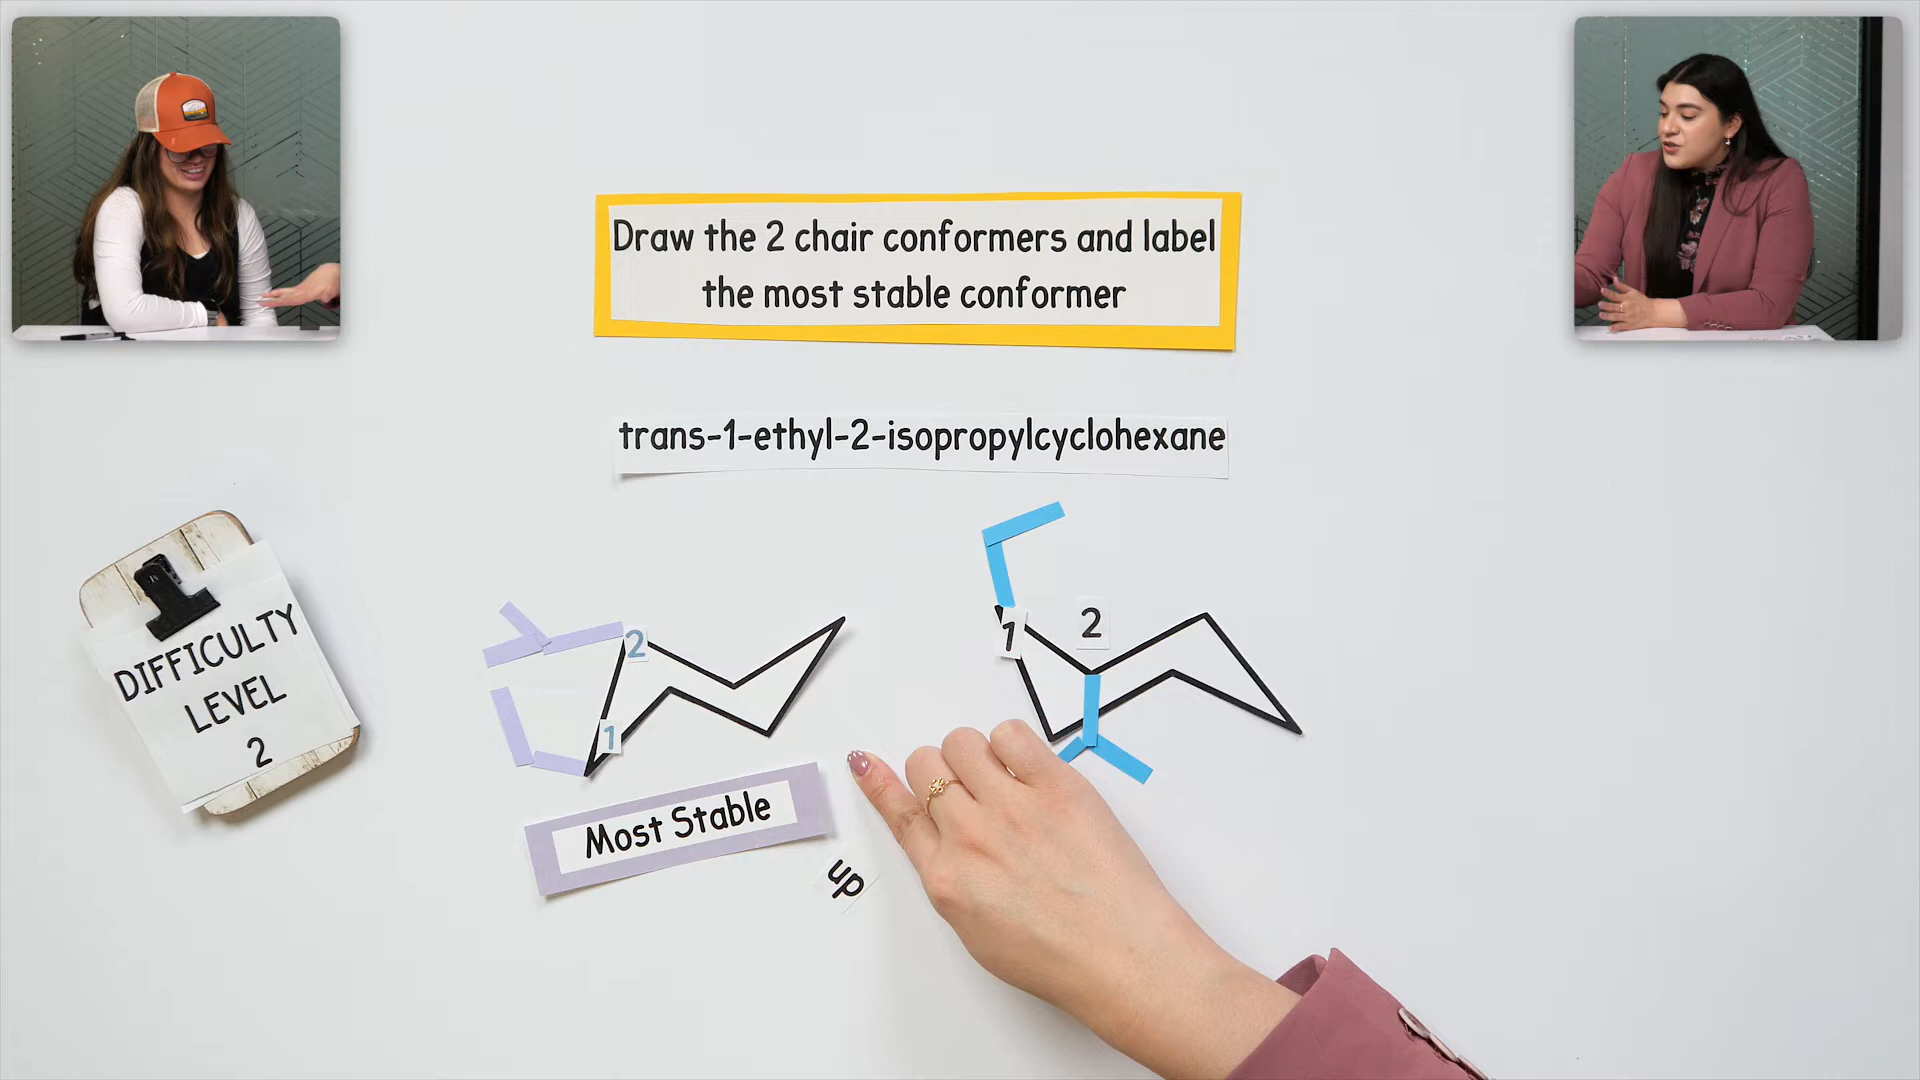 Draw the 2 chair conformers and label
the most stable conformer
trans-1-ethyl-2-isopropylcyclohexane
DIFFICULTY
LEVEL
2
2
1
1
2
Most Stable
up